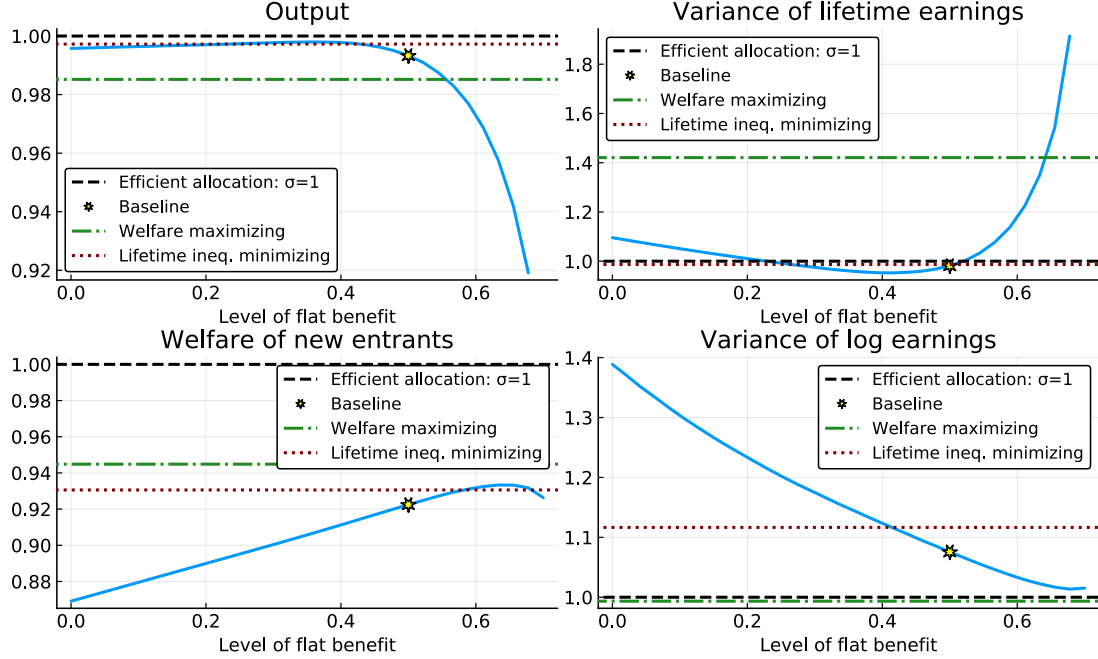 Output
1.00
0.98
0.96
0.94
0.92
Efficient allocation: σ=1
Baseline
Welfare maximizing
Lifetime ineq. minimizing
0.0 0.2 0.4 0.6
Level of flat benefit
Variance of lifetime earnings
1.8
1.6
1.4
1.2
1.0
Efficient allocation: σ=1
Baseline
Welfare maximizing
Lifetime ineq. minimizing
0.0 0.2 0.4 0.6
Level of flat benefit
Welfare of new entrants
1.00
0.98
0.96
0.94
0.92
0.90
0.88
Efficient allocation: σ=1
Baseline
Welfare maximizing
Lifetime ineq. minimizing
0.0 0.2 0.4 0.6
Level of flat benefit
Variance of log earnings
1.4
1.3
1.2
1.1
1.0
Efficient allocation: σ=1
Baseline
Welfare maximizing
Lifetime ineq. minimizing
0.0 0.2 0.4 0.6
Level of flat benefit